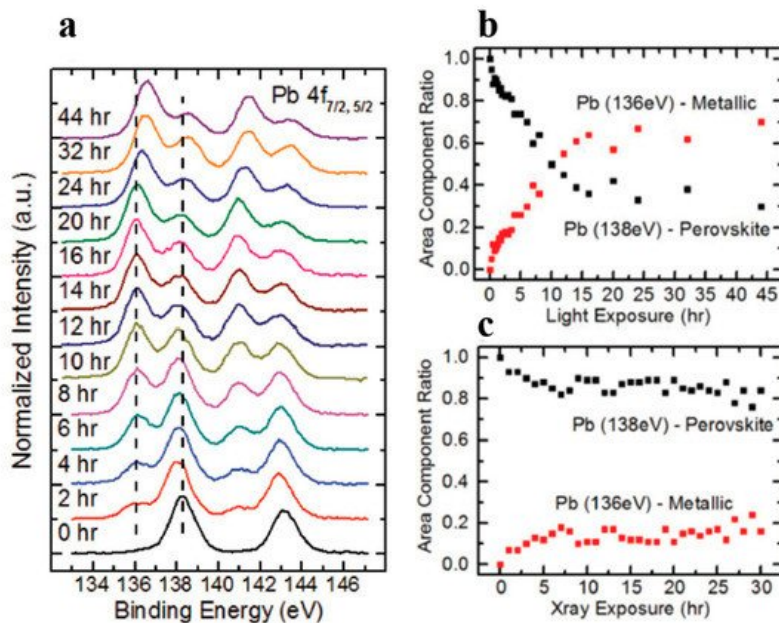 a
Normalized Intensity (a.u.)
Pb 4f7/2, 5/2
44 hr
32 hr
24 hr
20 hr
16 hr
14 hr
12 hr
10 hr
8 hr
6 hr
4 hr
2 hr
0 hr
134 136 138 140 142 144 146
Binding Energy (eV)
b
Area Component Ratio
1.0
0.8
0.6
0.4
0.2
0.0
Pb (136eV) - Metallic
Pb (138eV) - Perovskite
0 5 10 15 20 25 30 35 40 45
Light Exposure (hr)
c
Area Component Ratio
1.0
0.8
0.6
0.4
0.2
0.0
Pb (138eV) - Perovskite
Pb (136eV) - Metallic
0 5 10 15 20 25 30
Xray Exposure (hr)